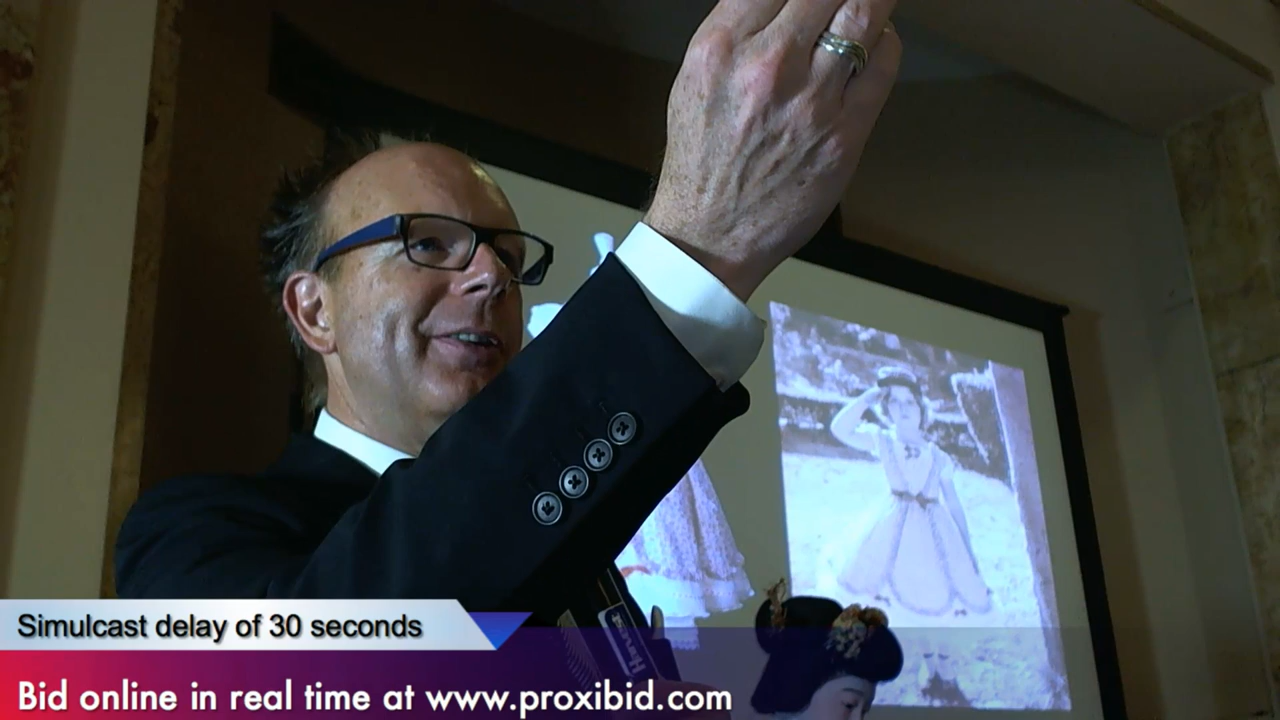 Simulcast delay of 30 seconds
Bid online in real time at www.proxibid.com